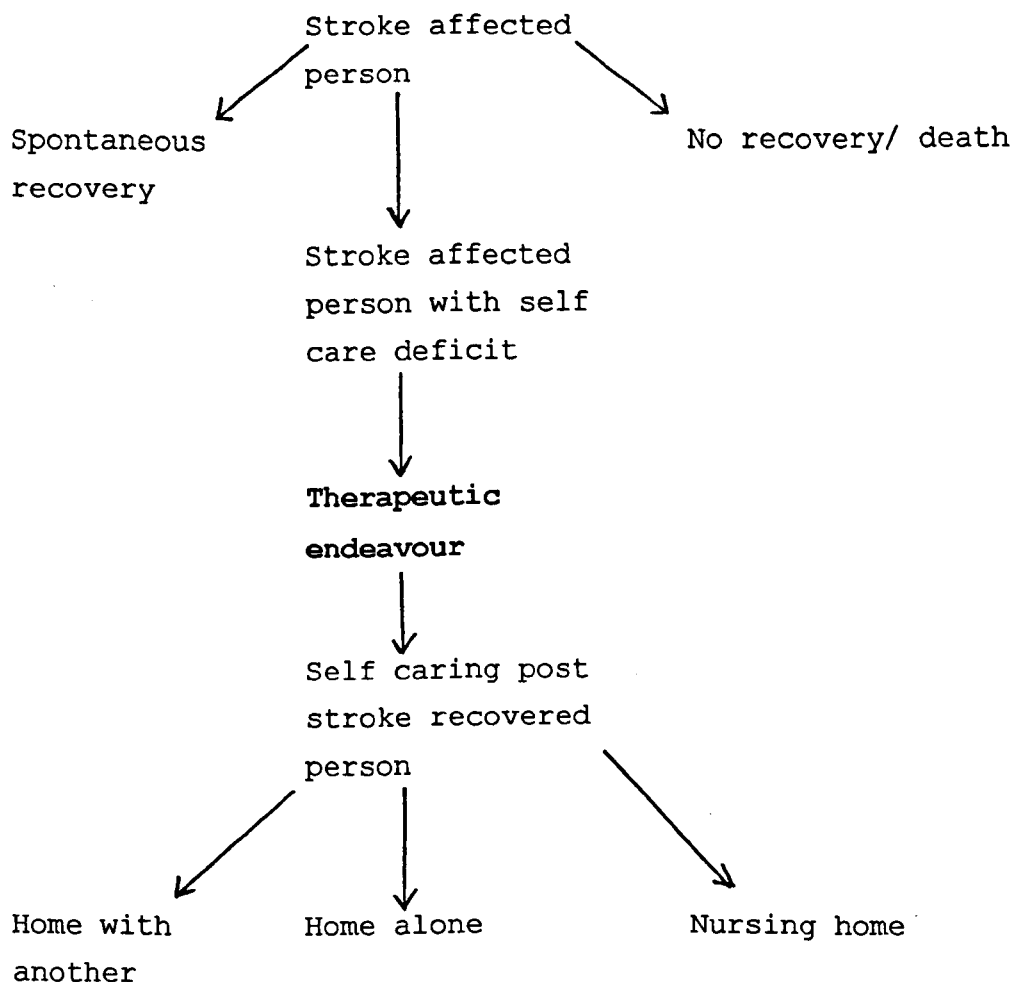 Stroke affected
person
Spontaneous
recovery
No recovery/ death
Stroke affected
person with self
care deficit
Therapeutic
endeavour
Self caring post
stroke recovered
person
Home with
another
Home alone
Nursing home